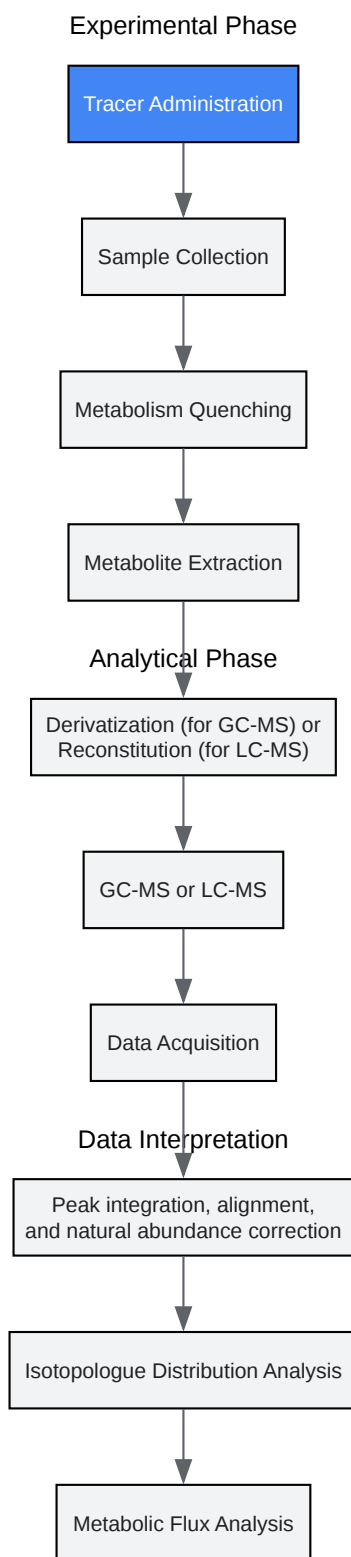 Experimental Phase
Tracer Administration
Sample Collection
Metabolism Quenching
Metabolite Extraction
Analytical Phase
Derivatization (for GC-MS) or
Reconstitution (for LC-MS)
GC-MS or LC-MS
Data Acquisition
Data Interpretation
Peak integration, alignment,
and natural abundance correction
Isotopologue Distribution Analysis
Metabolic Flux Analysis